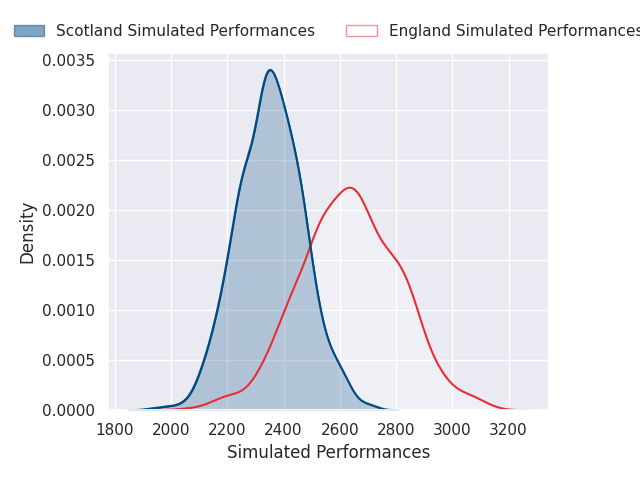 Scotland Simulated Performances England Simulated Performances
0.0035
0.0030
0.0025
0.0020
0.0015
0.0010
0.0005
0.0000
Density
1800 2000 2200 2400 2600 2800 3000 3200
Simulated Performances